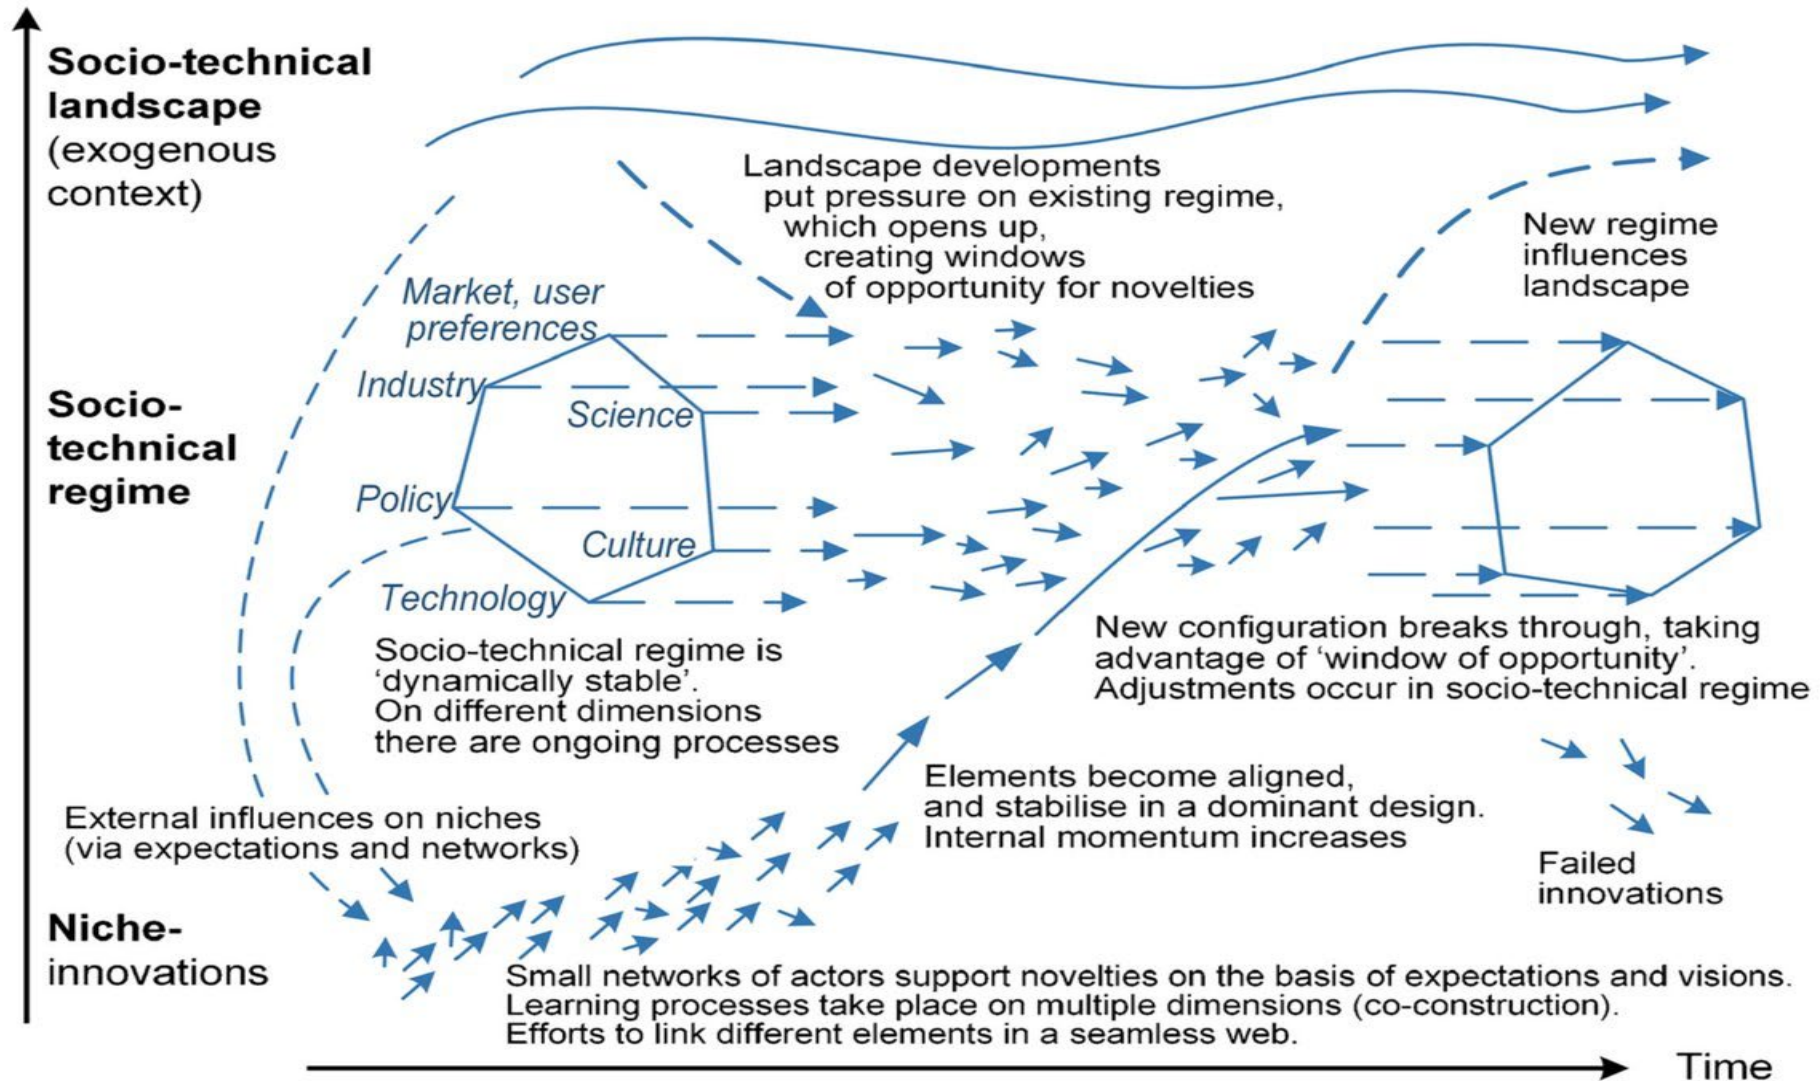 Socio-technical
landscape
(exogenous
context)
Landscape developments
put pressure on existing regime,
which opens up,
creating windows
of opportunity for novelties
New regime
influences
landscape
Market, user
preferences
Industry
Science
Socio-
technical
regime
Policy
Culture
Technology
Socio-technical regime is
‘dynamically stable’.
On different dimensions
there are ongoing processes
New configuration breaks through, taking
advantage of ‘window of opportunity’.
Adjustments occur in socio-technical regime
External influences on niches
(via expectations and networks)
Elements become aligned,
and stabilise in a dominant design.
Internal momentum increases
Failed
innovations
Niche-
innovations
Small networks of actors support novelties on the basis of expectations and visions.
Learning processes take place on multiple dimensions (co-construction).
Efforts to link different elements in a seamless web.
Time